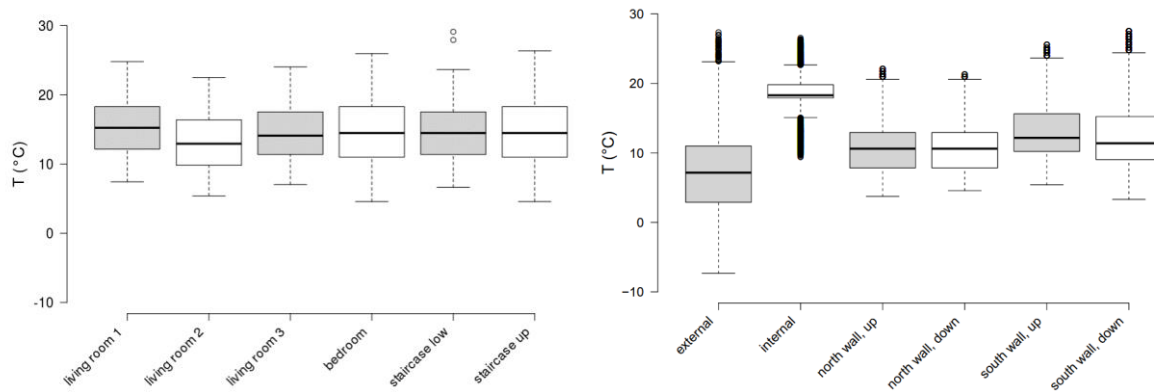 T (°C)
30
20
10
0
-10
living room 1
living room 2
living room 3
bedroom
staircase low
staircase up
T (°C)
30
20
10
0
−10
external
internal
north wall, up
north wall, down
south wall, up
south wall, down